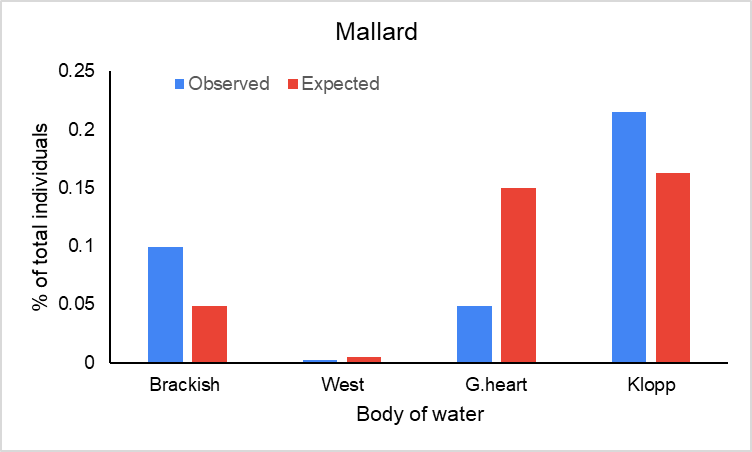 Mallard
Observed Expected
% of total individuals
0.25
0.2
0.15
0.1
0.05
0
Brackish West G.heart Klopp
Body of water